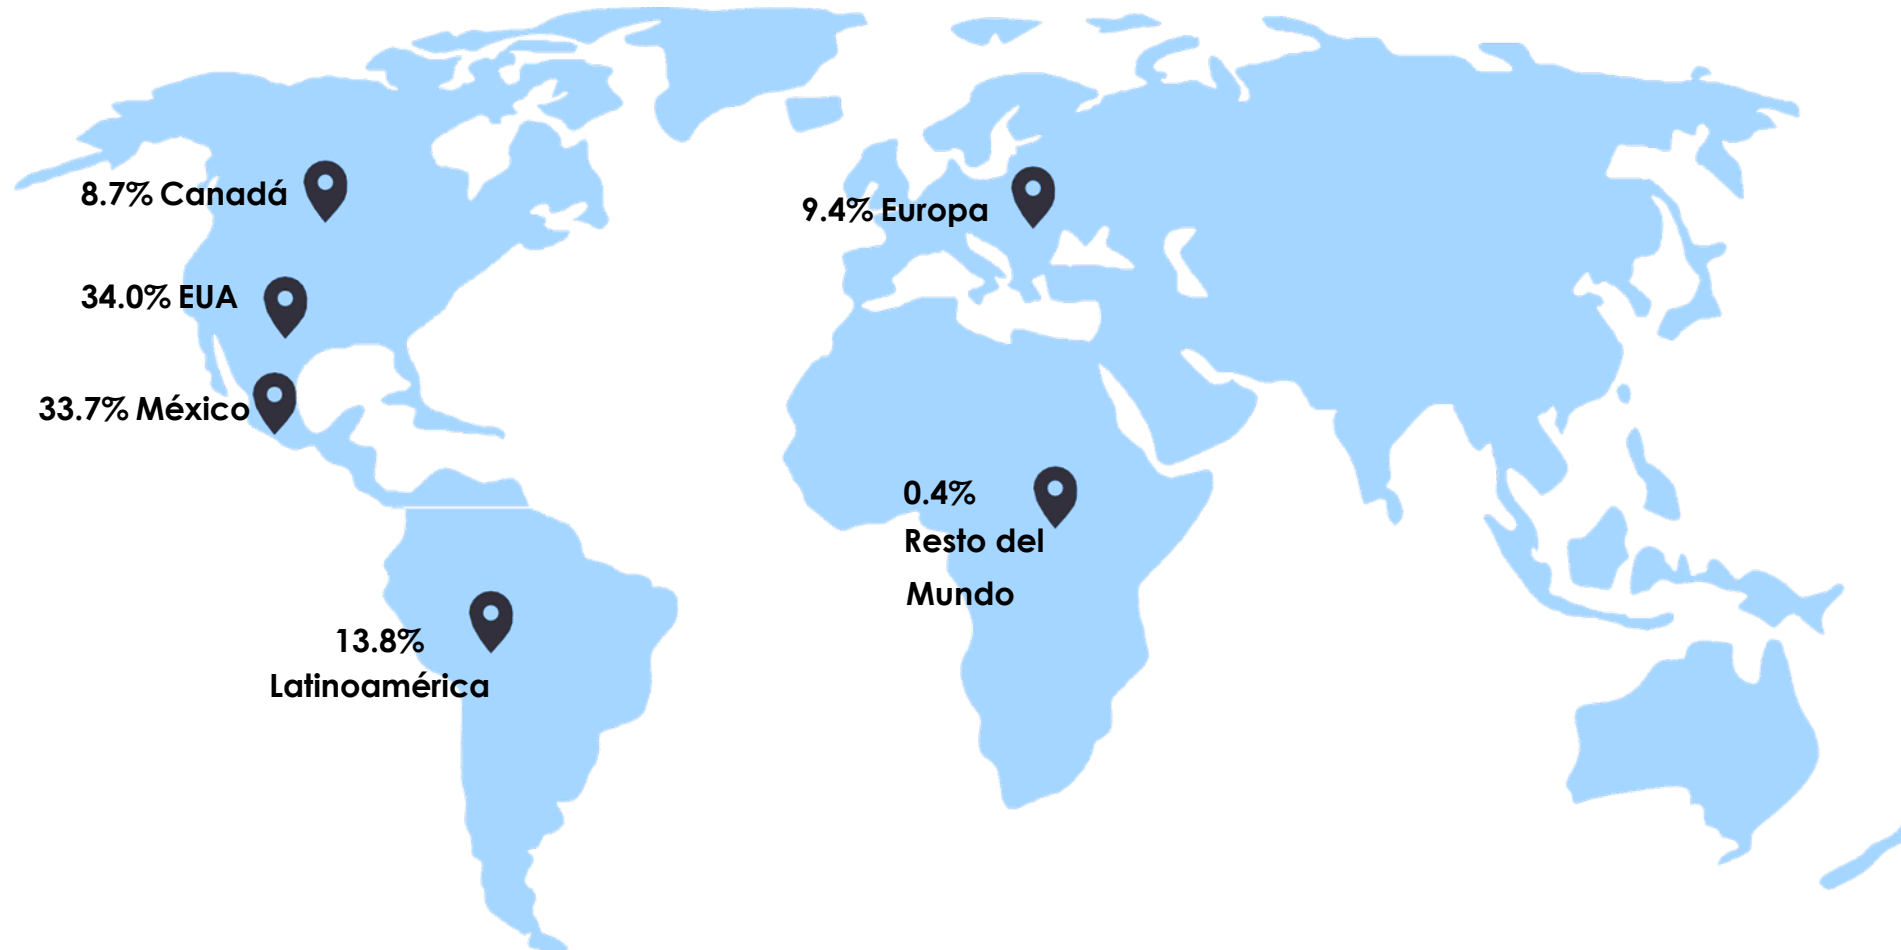 8.7% Canadá
9.4% Europa
34.0% EUA
33.7% México
0.4%
Resto del
Mundo
13.8%
Latinoamérica